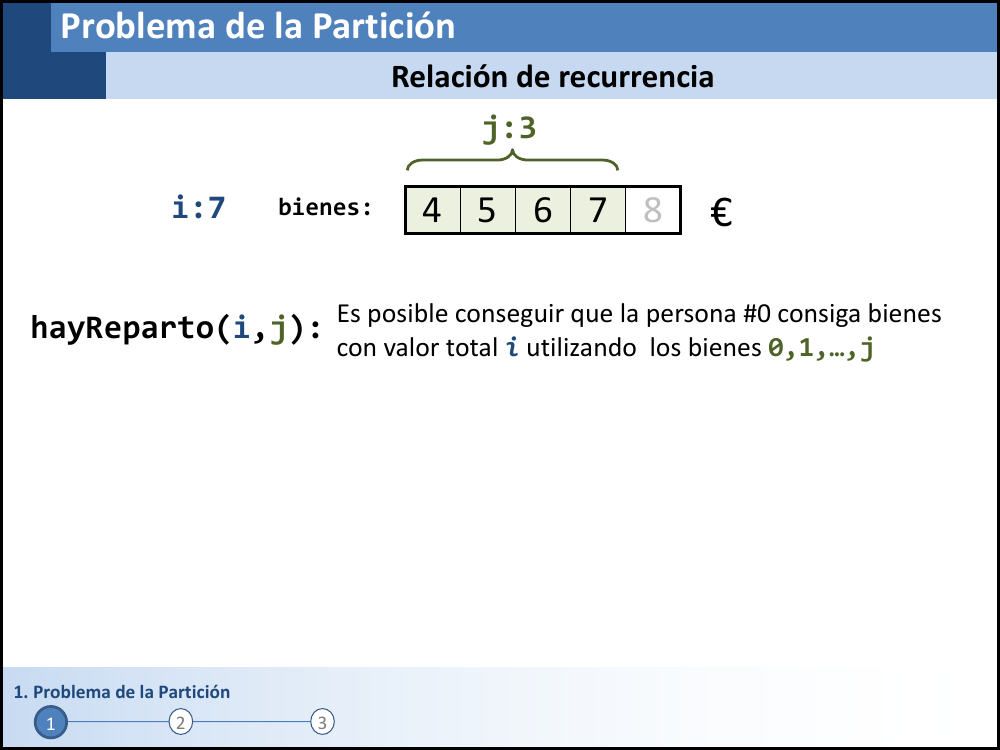 Problema de la Partición
Relación de recurrencia
j:3
i:7 bienes: 4 5 6 7 8 €
hayReparto(i,j): Es posible conseguir que la persona #0 consiga bienes
con valor total i utilizando los bienes 0,1,…,j
1. Problema de la Partición
1 2 3